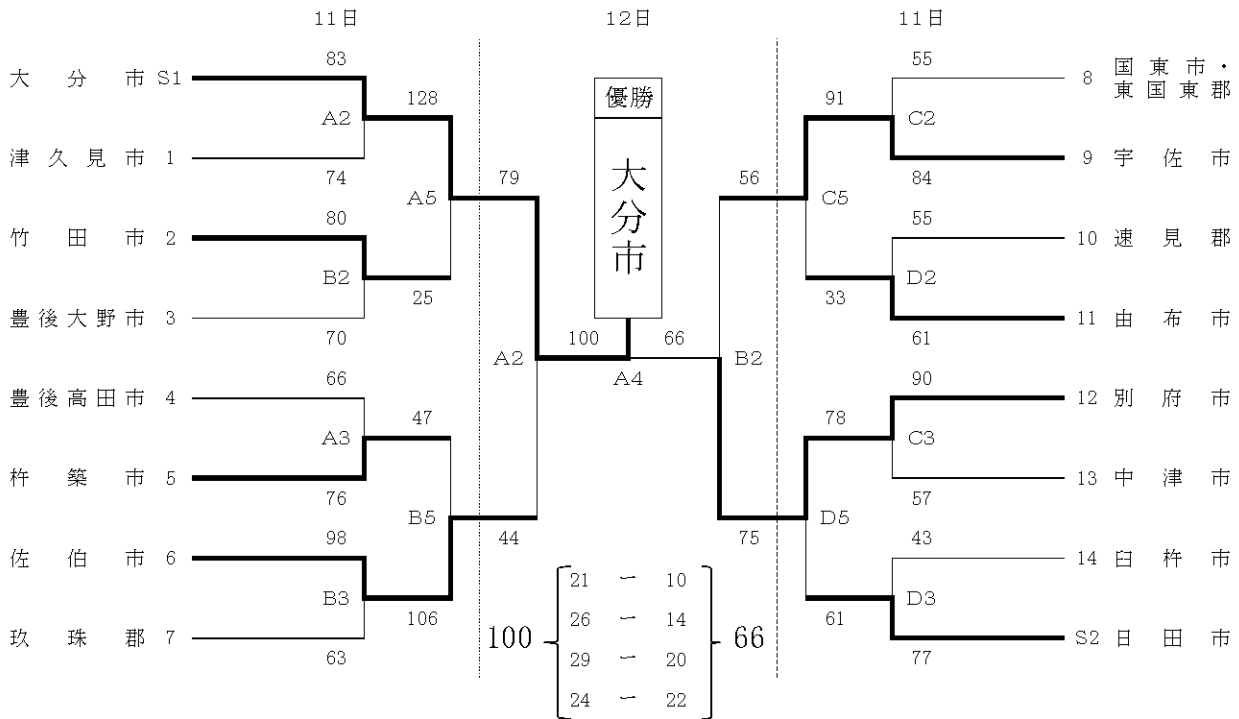 11日 12日 11日
83 55
大分市 S1 優勝 8 国東市・東国東郡
128 91
A2 C2
津久見市 1 大分市 9 宇佐市
74 79 56 84
A5 C5
80 55
竹田市 2 10 速見郡
B2 D2
25 33
豊後大野市 3 11 由布市
70 100 66 61
A2 A4 B2
66 90
豊後高田市 4 12 別府市
47 78
A3 C3
杵築市 5 13 中津市
76 57
B5 D5
98 44 75 43
佐伯市 6 14 臼杵市
21 ー 10
B3 D3
106 61
26 ー 14
玖珠郡 7 100 66 S2 日田市
63 77
29 ー 20
24 ー 22